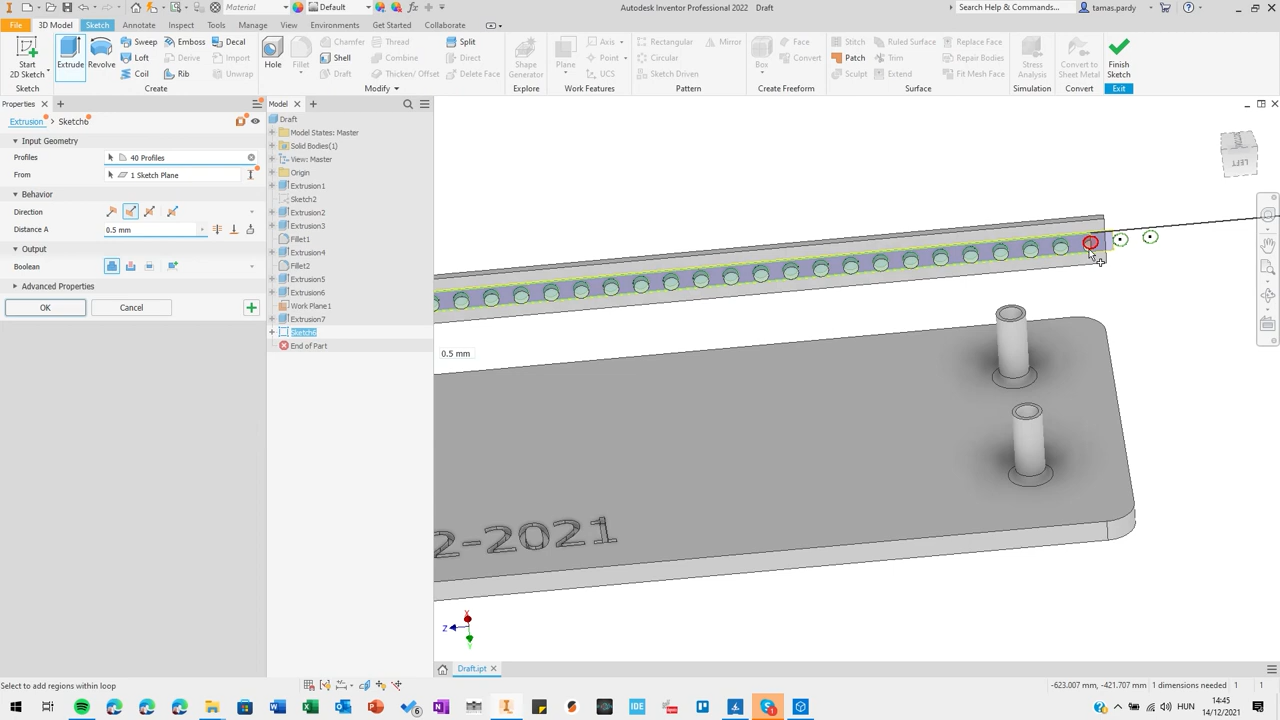 Material
Default
Autodesk Inventor Professional 2022 Draft
Search Help & Commands...
tamas.pardy
File
3D Model
Sketch
Annotate
Inspect
Tools
Manage
View
Environments
Get Started
Collaborate
Start
2D Sketch
Extrude
Revolve
Sweep
Loft
Coil
Emboss
Derive
Rib
Decal
Import
Unwrap
Hole
Fillet
Chamfer
Shell
Draft
Thread
Combine
Thicken/ Offset
Split
Direct
Delete Face
Shape
Generator
Plane
Axis
Point
UCS
Rectangular
Circular
Sketch Driven
Mirror
Box
Face
Convert
Stitch
Patch
Sculpt
Ruled Surface
Trim
Extend
Replace Face
Repair Bodies
Fit Mesh Face
Stress
Analysis
Convert to
Sheet Metal
Finish
Sketch
Sketch
Create
Modify
Explore
Work Features
Pattern
Create Freeform
Surface
Simulation
Convert
Exit
Properties
Extrusion > Sketch6
Input Geometry
Profiles 40 Profiles
From 1 Sketch Plane
Behavior
Direction
Distance A 0.5 mm
Output
Boolean
Advanced Properties
OK
Cancel
Model
Draft
Model States: Master
Solid Bodies(1)
View: Master
Origin
Extrusion1
Sketch2
Extrusion2
Extrusion3
Fillet1
Extrusion4
Fillet2
Extrusion5
Extrusion6
Work Plane1
Extrusion7
Sketch6
End of Part
LEFT
0.5 mm
2-2021
X
Z
Y
Draft.ipt
Select to add regions within loop
-623.007 mm, -421.707 mm 1 dimensions needed 1 1
IDE
HUN
14:45
14/12/2021